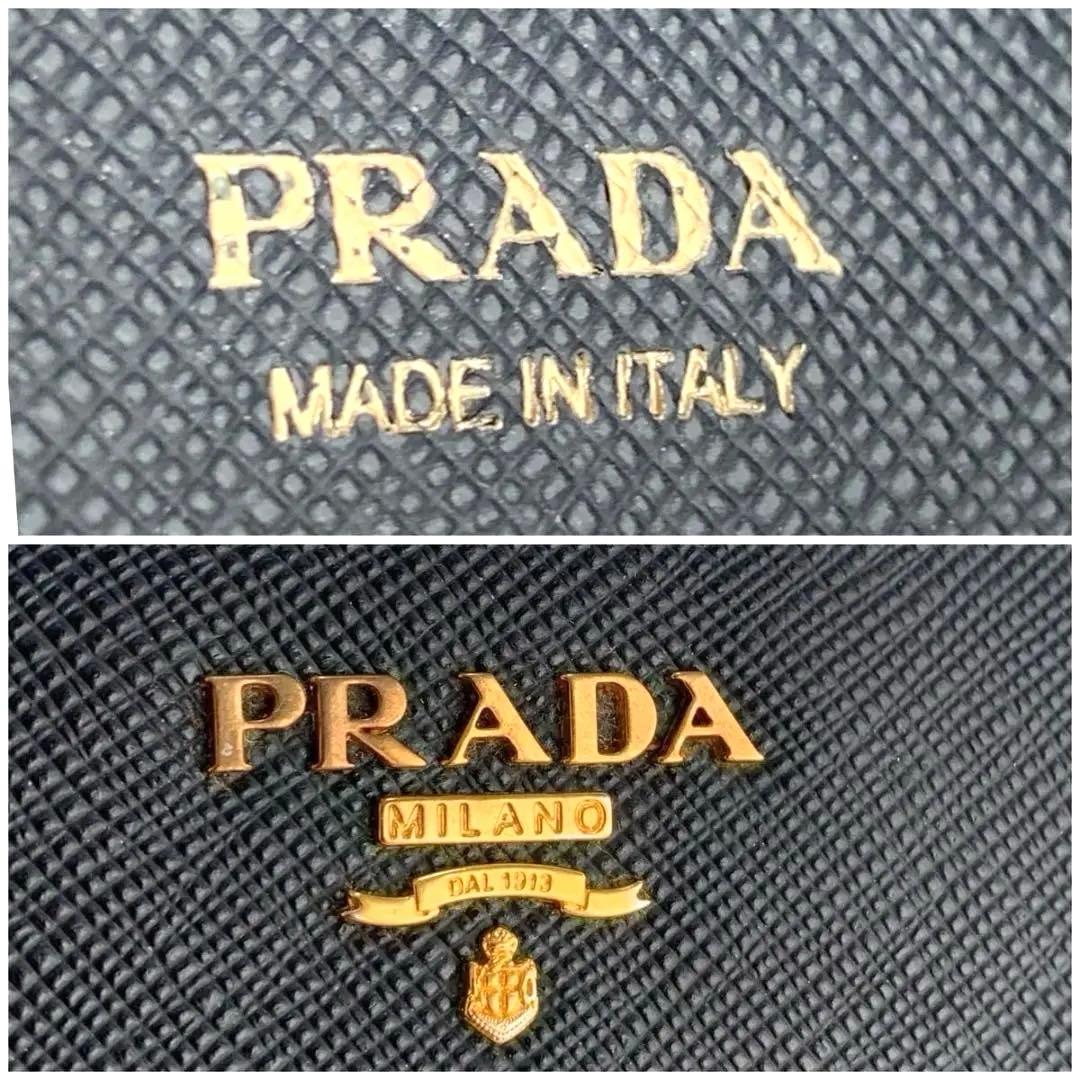 PRADA
MADE IN ITALY
PRADA
MILANO
DAL 1913